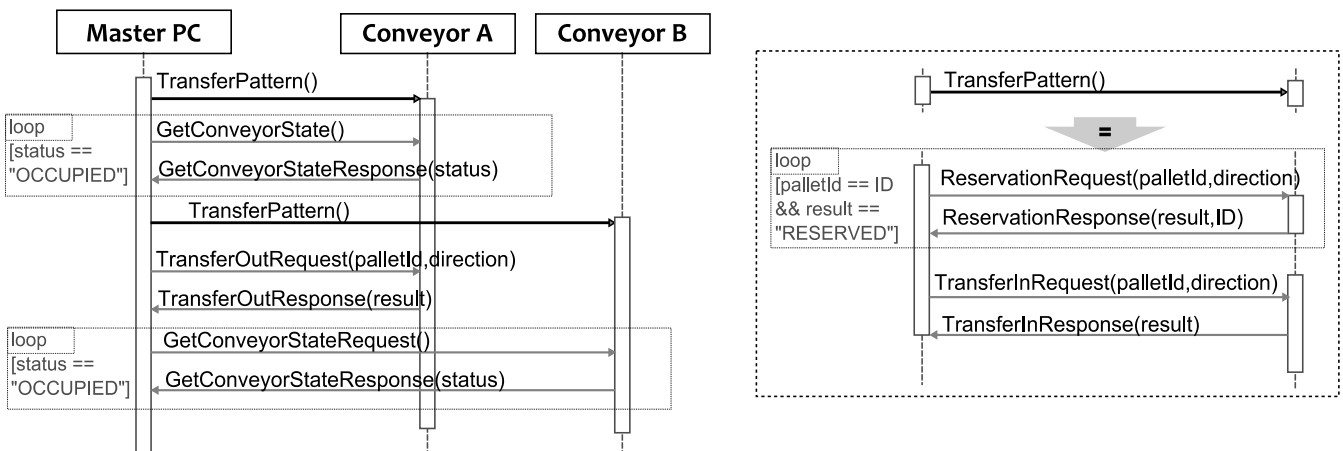 Master PC
Conveyor A
Conveyor B
TransferPattern()
loop
[status ==
"OCCUPIED"]
GetConveyorState()
GetConveyorStateResponse(status)
TransferPattern()
TransferOutRequest(palletId,direction)
TransferOutResponse(result)
loop
[status ==
"OCCUPIED"]
GetConveyorStateRequest()
GetConveyorStateResponse(status)
TransferPattern()
=
loop
[palletId == ID
&& result ==
"RESERVED"]
ReservationRequest(palletId,direction)
ReservationResponse(result,ID)
TransferInRequest(palletId,direction)
TransferInResponse(result)